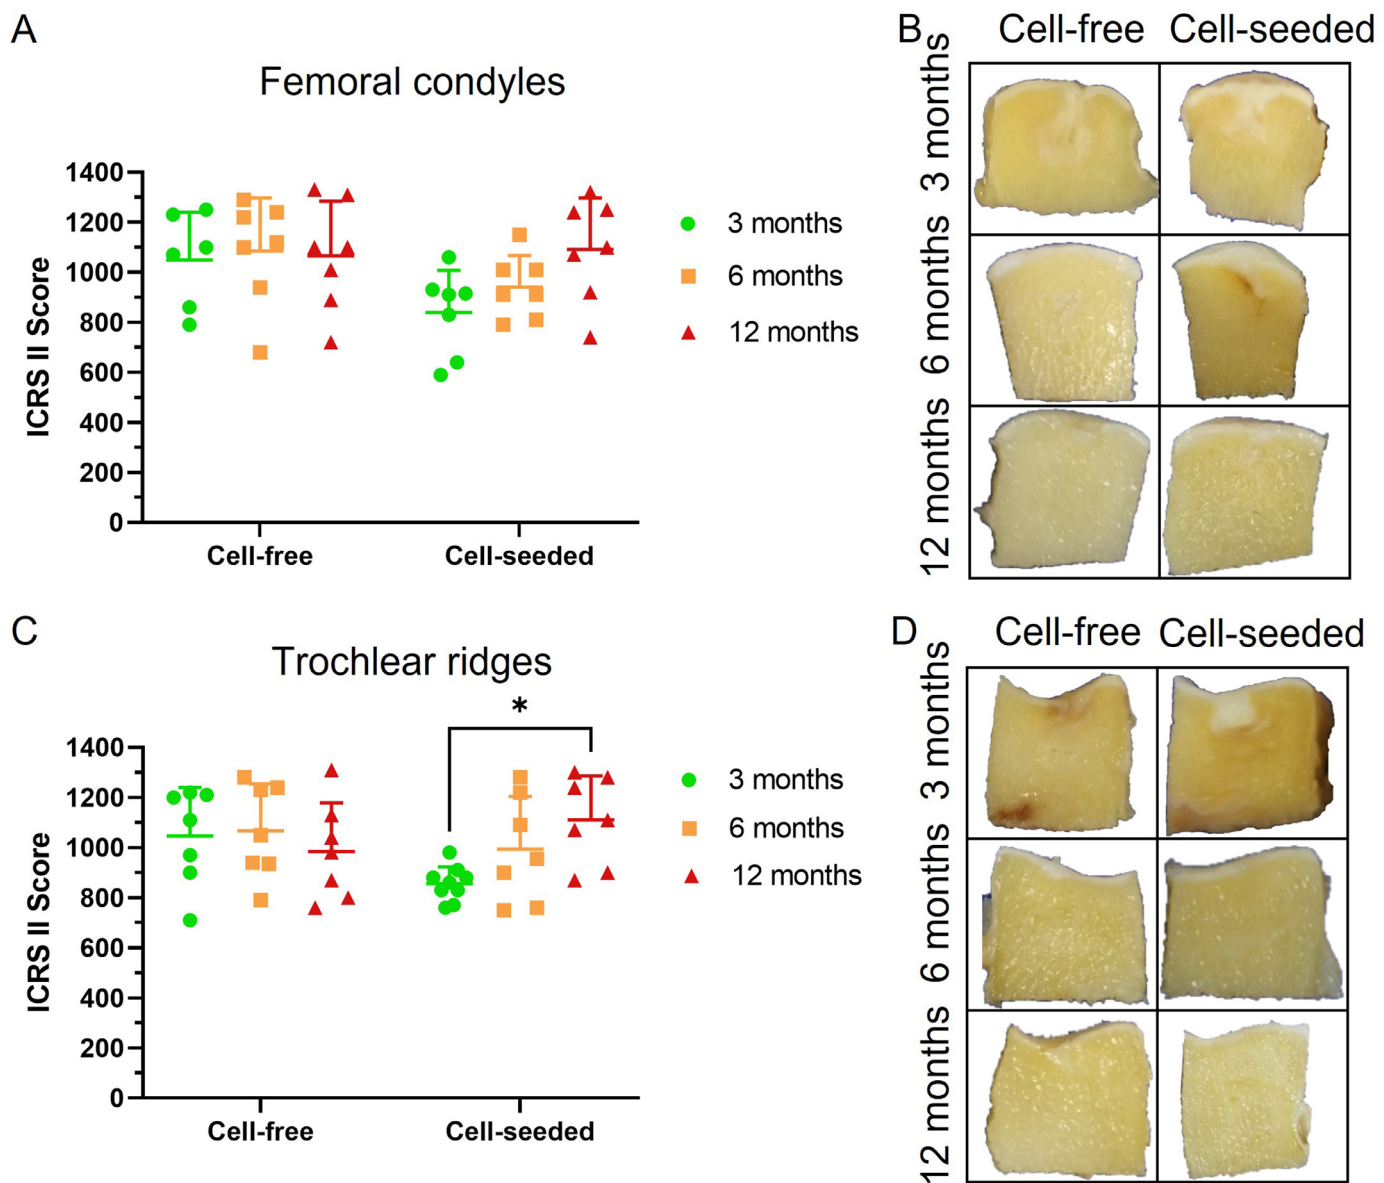 A
Femoral condyles
ICRS II Score
1400
1200
1000
800
600
400
200
0
Cell-free
Cell-seeded
3 months
6 months
12 months
B
Cell-free
Cell-seeded
3 months
6 months
12 months
C
Trochlear ridges
*
ICRS II Score
1400
1200
1000
800
600
400
200
0
Cell-free
Cell-seeded
3 months
6 months
12 months
D
Cell-free
Cell-seeded
3 months
6 months
12 months